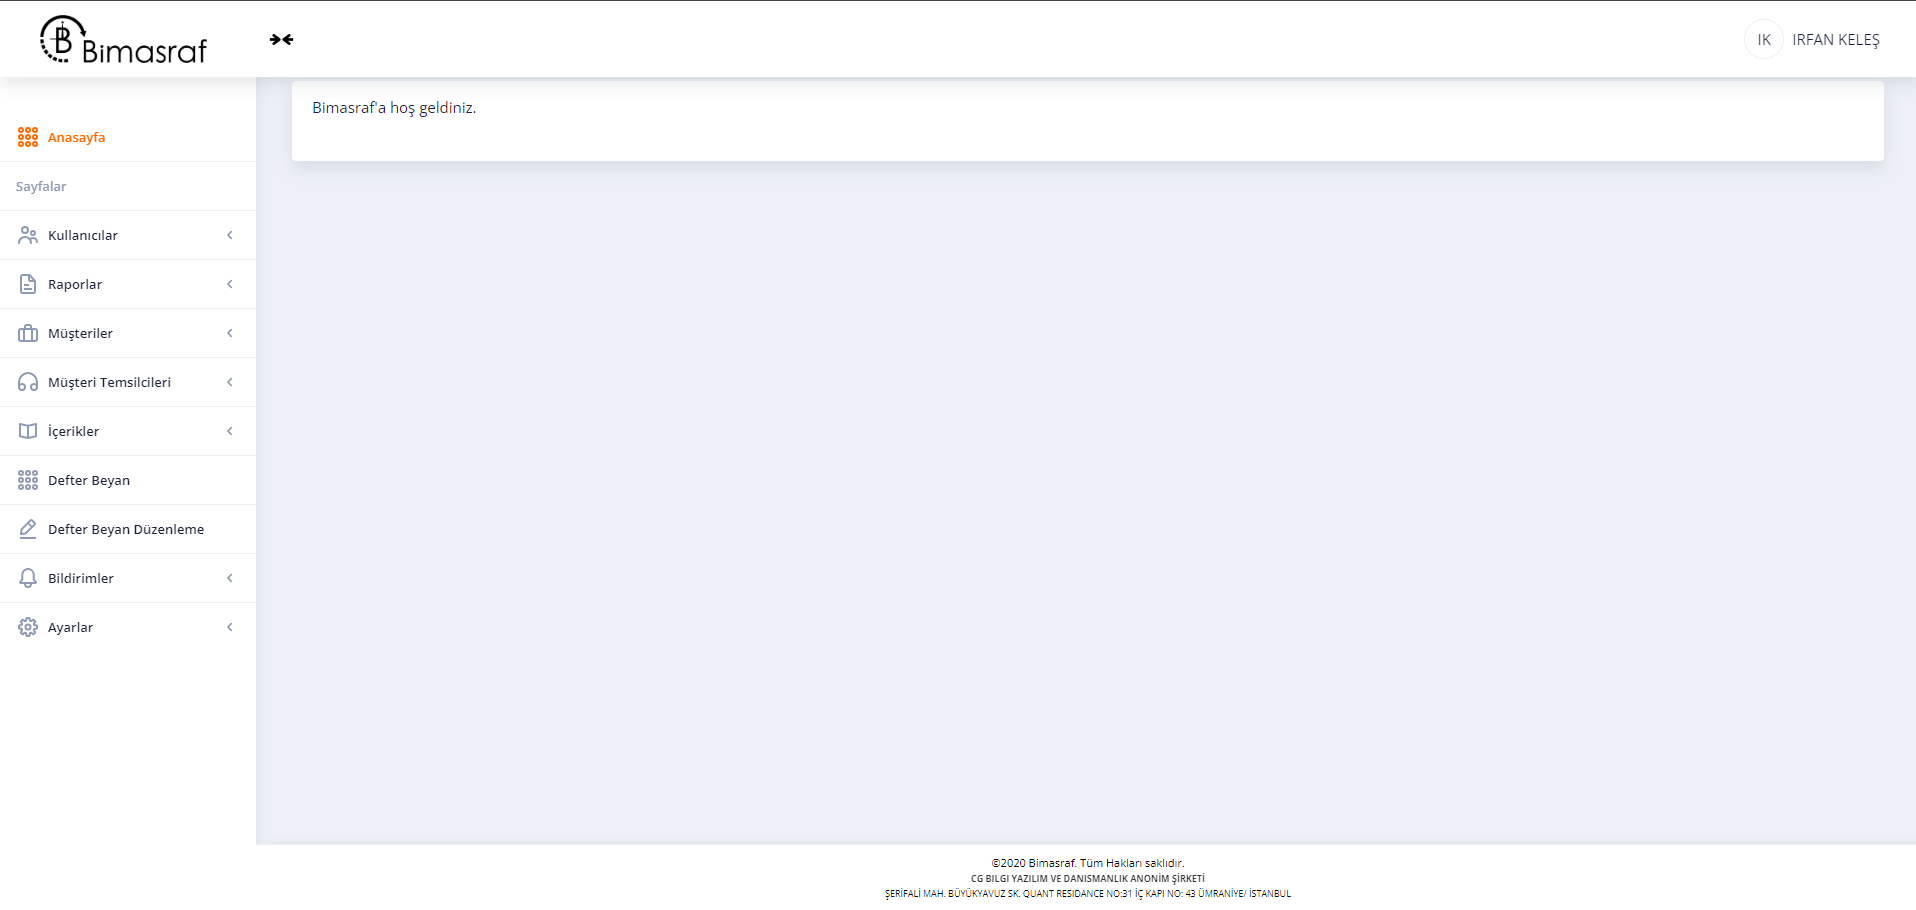 Bimasraf
IK IRFAN KELEŞ
Bimasraf'a hoş geldiniz.
Anasayfa
Sayfalar
Kullanıcılar
Raporlar
Müşteriler
Müşteri Temsilcileri
İçerikler
Defter Beyan
Defter Beyan Düzenleme
Bildirimler
Ayarlar
©2020 Bimasraf. Tüm Hakları saklıdır.
CG BILGI YAZILIM VE DANISMANLIK ANONİM ŞİRKETİ
ŞERİFALİ MAH. BÜYÜKYAVUZ SK. QUANT RESIDANCE NO:31 İÇ KAPI NO: 43 ÜMRANİYE/ İSTANBUL